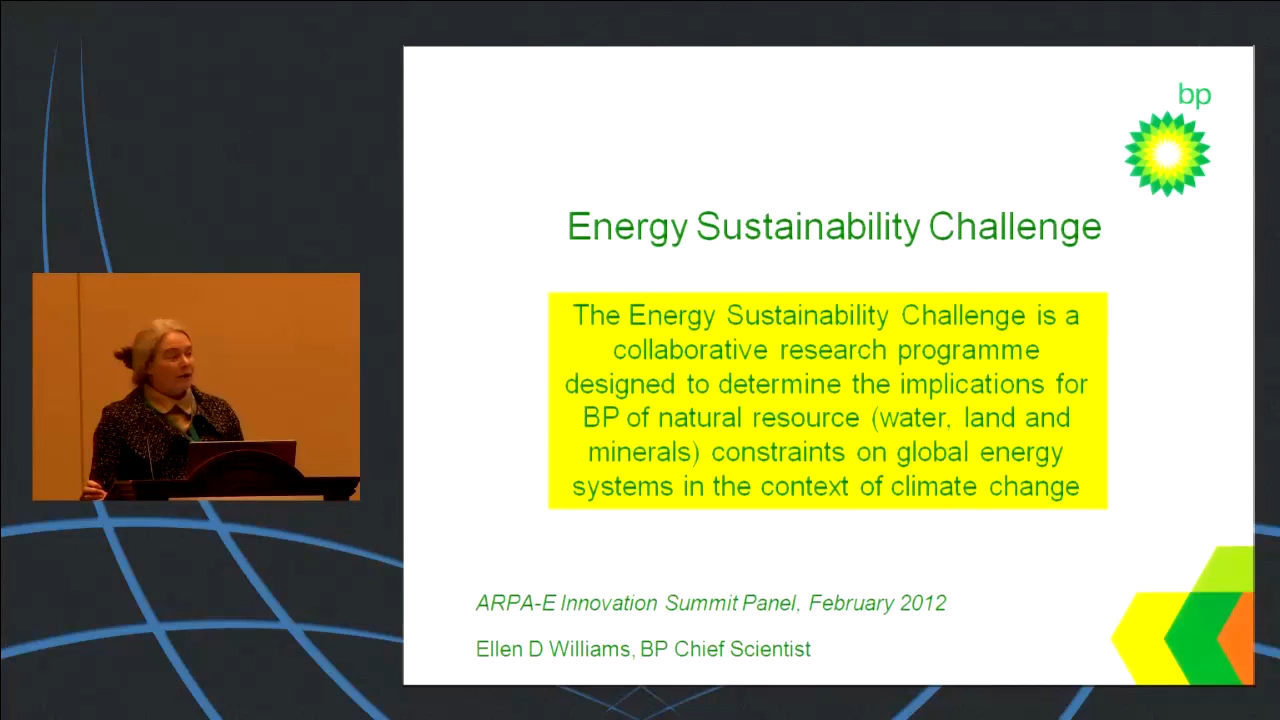 bp
Energy Sustainability Challenge
The Energy Sustainability Challenge is a
collaborative research programme
designed to determine the implications for
BP of natural resource (water, land and
minerals) constraints on global energy
systems in the context of climate change
ARPA-E Innovation Summit Panel, February 2012
Ellen D Williams, BP Chief Scientist